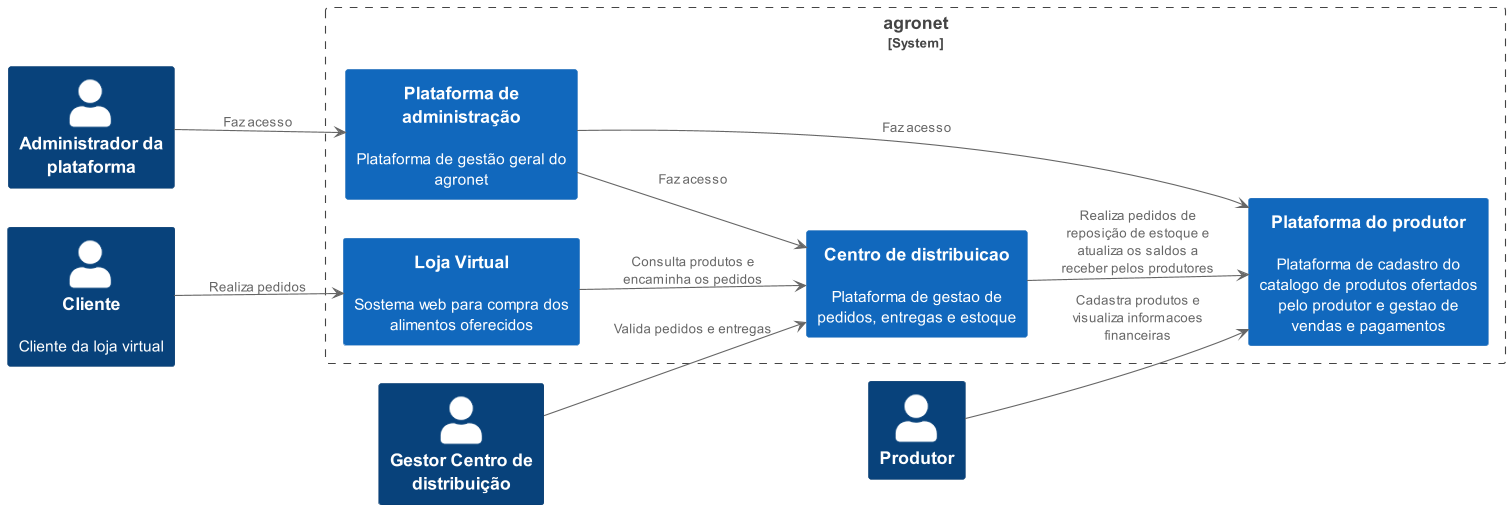 agronet
[System]
Administrador da
plataforma
Faz acesso
Plataforma de
administração
Plataforma de gestão geral do
agronet
Faz acesso
Faz acesso
Cliente
Cliente da loja virtual
Realiza pedidos
Loja Virtual
Sostema web para compra dos
alimentos oferecidos
Consulta produtos e
encaminha os pedidos
Valida pedidos e entregas
Centro de distribuicao
Plataforma de gestao de
pedidos, entregas e estoque
Realiza pedidos de
reposição de estoque e
atualiza os saldos a
receber pelos produtores
Cadastra produtos e
visualiza informacoes
financeiras
Plataforma do produtor
Plataforma de cadastro do
catalogo de produtos ofertados
pelo produtor e gestao de
vendas e pagamentos
Gestor Centro de
distribuição
Produtor